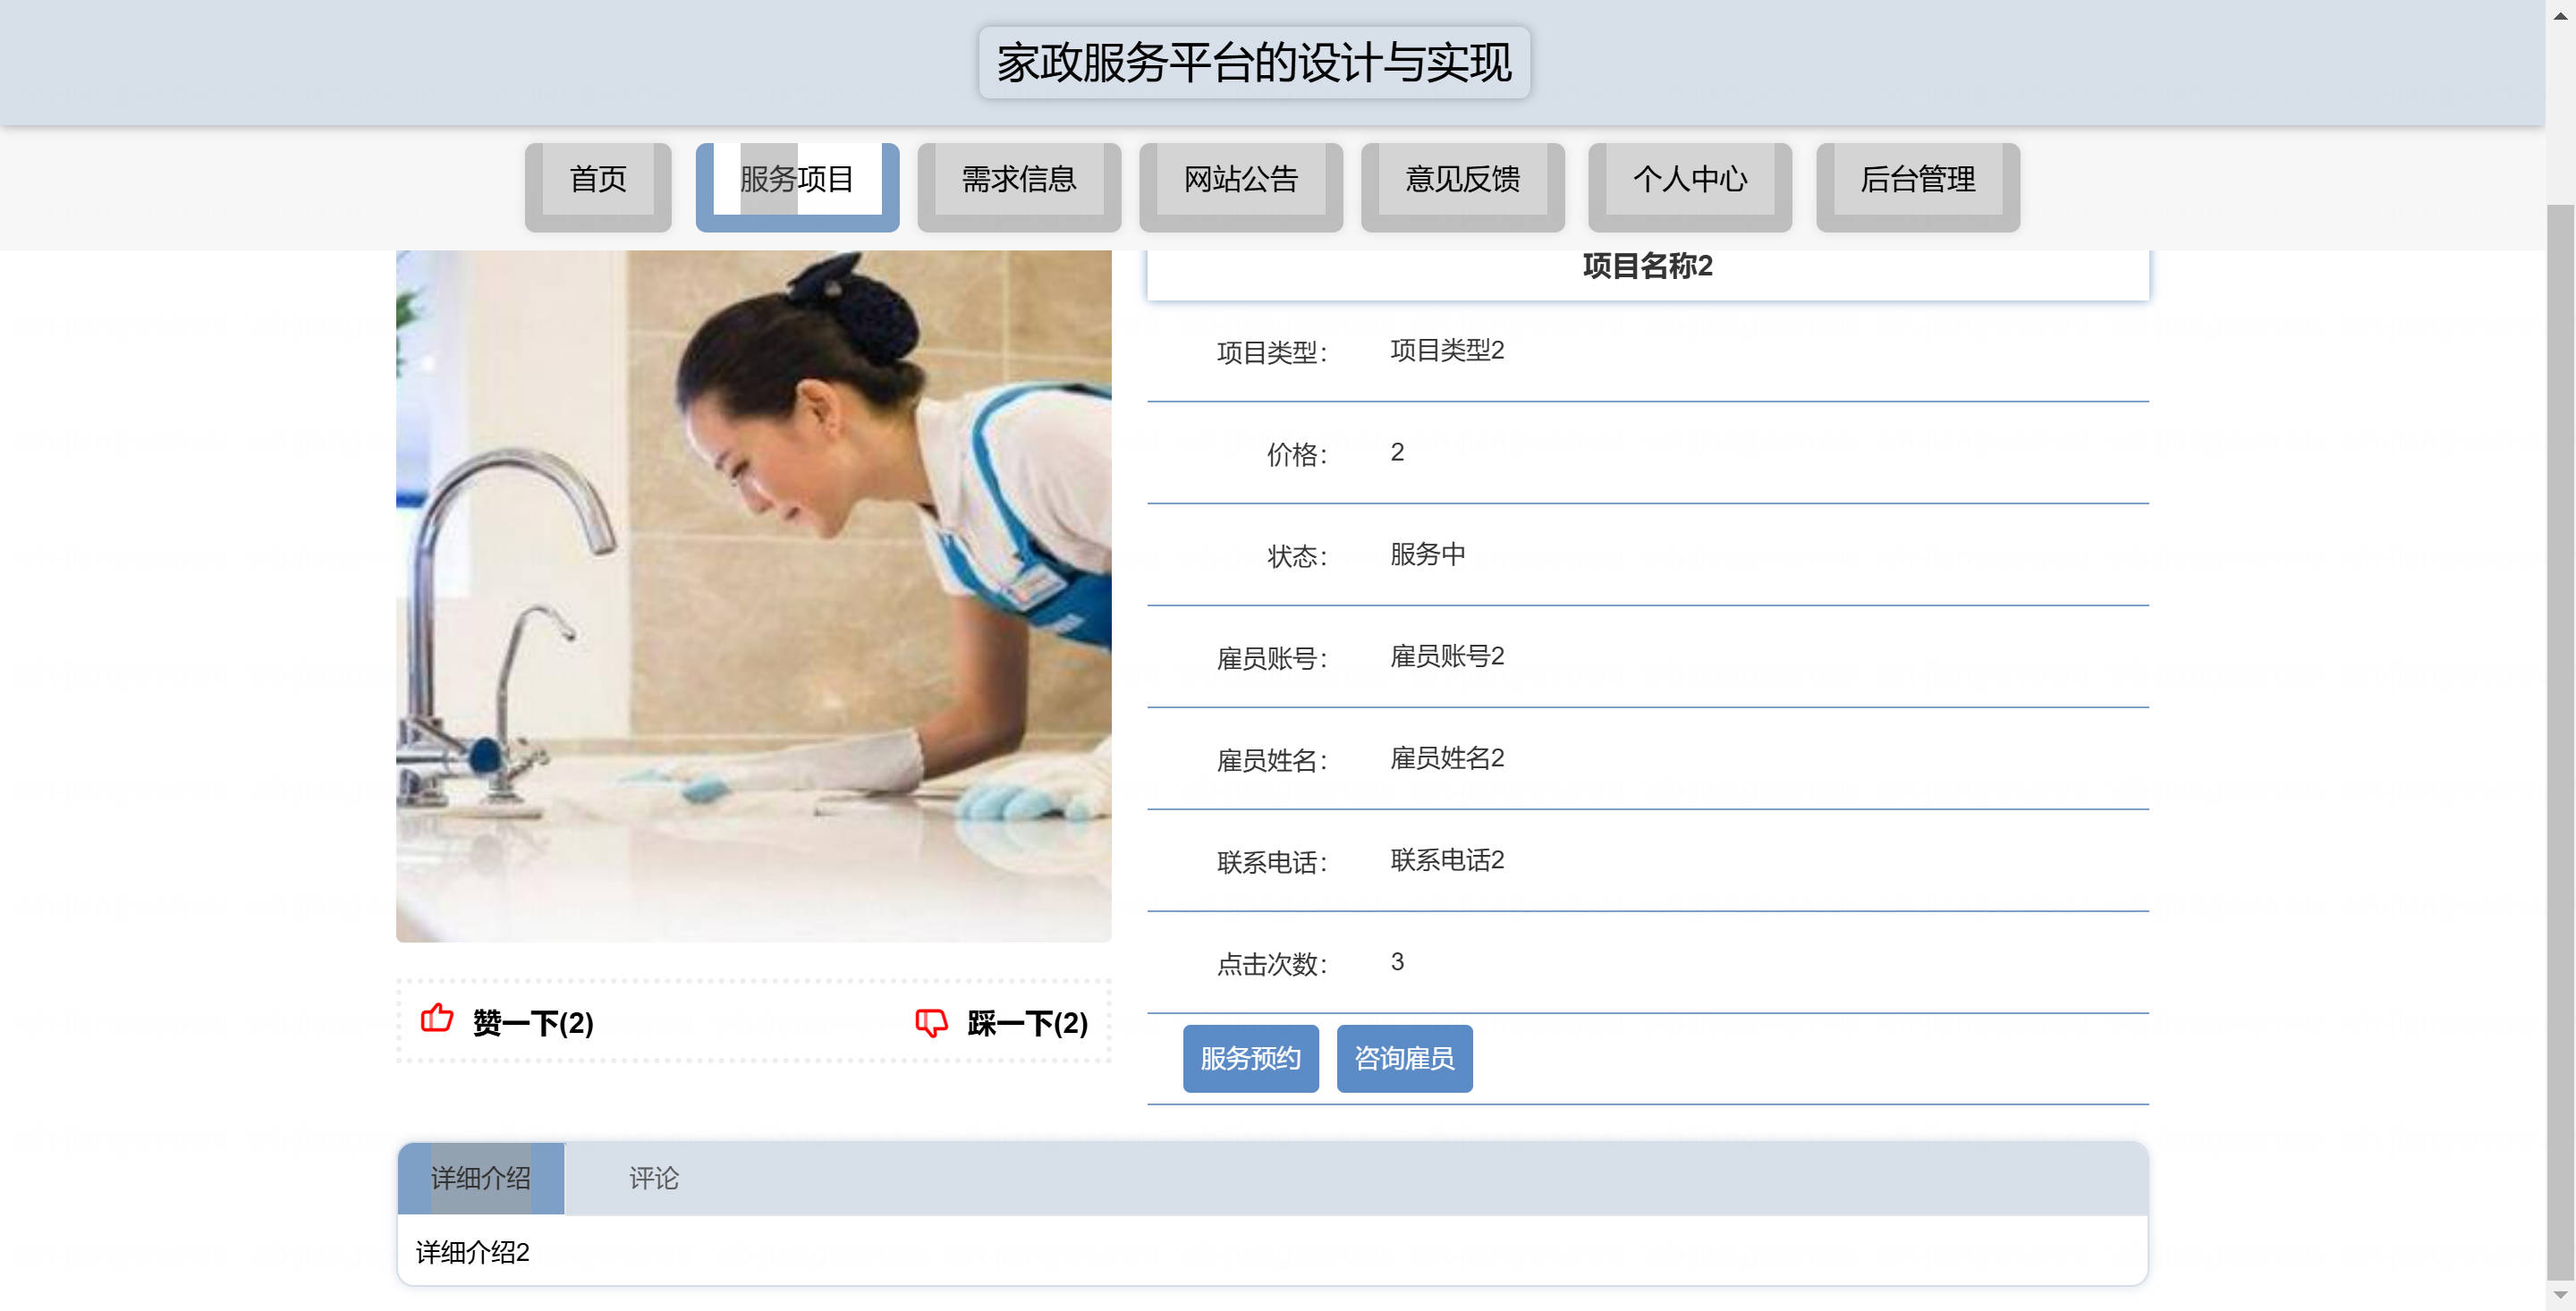 家政服务平台的设计与实现
首页 服务项目 需求信息 网站公告 意见反馈 个人中心 后台管理
项目名称2
项目类型： 项目类型2
价格： 2
状态： 服务中
雇员账号： 雇员账号2
雇员姓名： 雇员姓名2
联系电话： 联系电话2
点击次数： 3
赞一下(2) 踩一下(2)
服务预约 咨询雇员
详细介绍 评论
详细介绍2